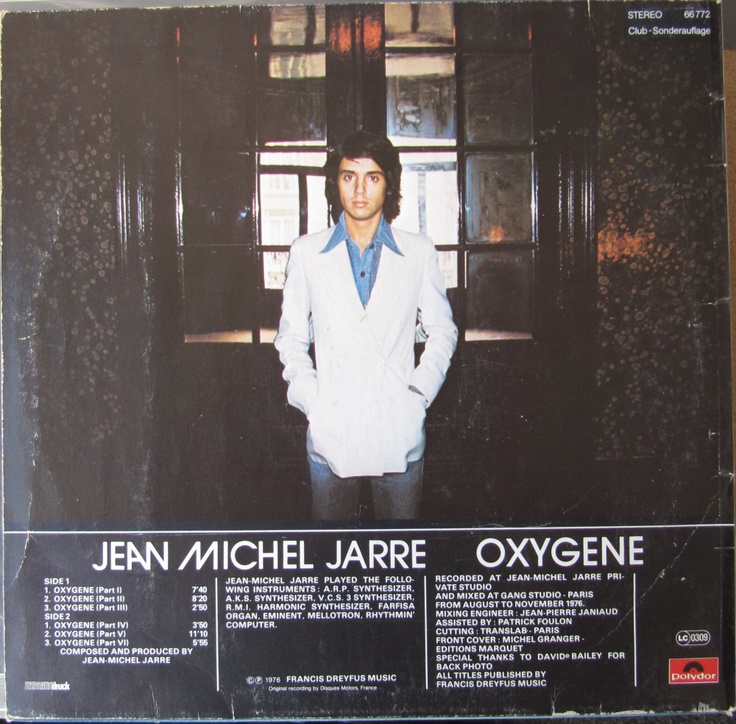 STEREO 66 772
Club-Sonderauflage
JEAN MICHEL JARRE OXYGENE
SIDE 1
1. OXYGENE (Part I) 7'40
2. OXYGENE (Part II) 8'20
3. OXYGENE (Part III) 2'50
SIDE 2
1. OXYGENE (Part IV) 3'50
2. OXYGENE (Part V) 11'10
3. OXYGENE (Part VI) 5'55
COMPOSED AND PRODUCED BY
JEAN-MICHEL JARRE
JEAN-MICHEL JARRE PLAYED THE FOLLO-
WING INSTRUMENTS : A.R.P. SYNTHESIZER,
A.K.S. SYNTHESIZER, V.C.S. 3 SYNTHESIZER,
R.M.I. HARMONIC SYNTHESIZER, FARFISA
ORGAN, EMINENT, MELLOTRON, RHYTHMIN'
COMPUTER.
©℗ 1976 FRANCIS DREYFUS MUSIC
Original recording by Disques Motors, France
RECORDED AT JEAN-MICHEL JARRE PRI-
VATE STUDIO
AND MIXED AT GANG STUDIO - PARIS
FROM AUGUST TO NOVEMBER 1976.
MIXING ENGINEER : JEAN-PIERRE JANIAUD
ASSISTED BY : PATRICK FOULON
CUTTING : TRANSLAB - PARIS
FRONT COVER : MICHEL GRANGER -
EDITIONS MARQUET
SPECIAL THANKS TO DAVID BAILEY FOR
BACK PHOTO
ALL TITLES PUBLISHED BY
FRANCIS DREYFUS MUSIC
LC 0309
Polydor
druck